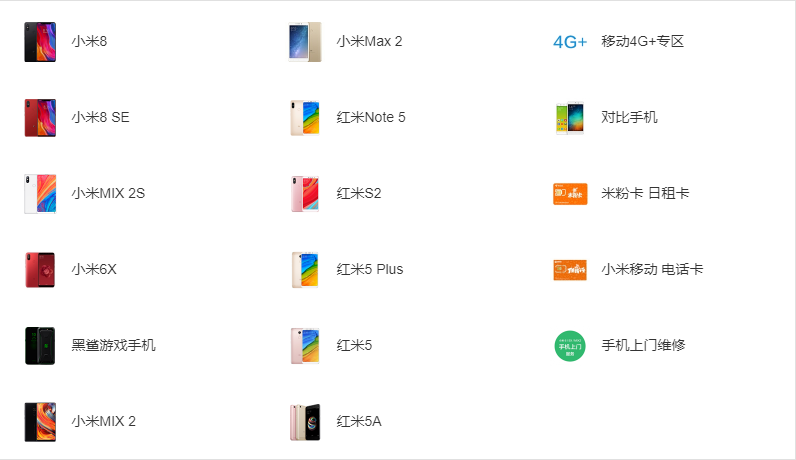 小米8
小米Max 2
4G+ 移动4G+专区
小米8 SE
红米Note 5
对比手机
小米MIX 2S
红米S2
米粉卡 日租卡
小米6X
红米5 Plus
小米移动 电话卡
黑鲨游戏手机
红米5
手机上门
手机上门维修
小米MIX 2
红米5A